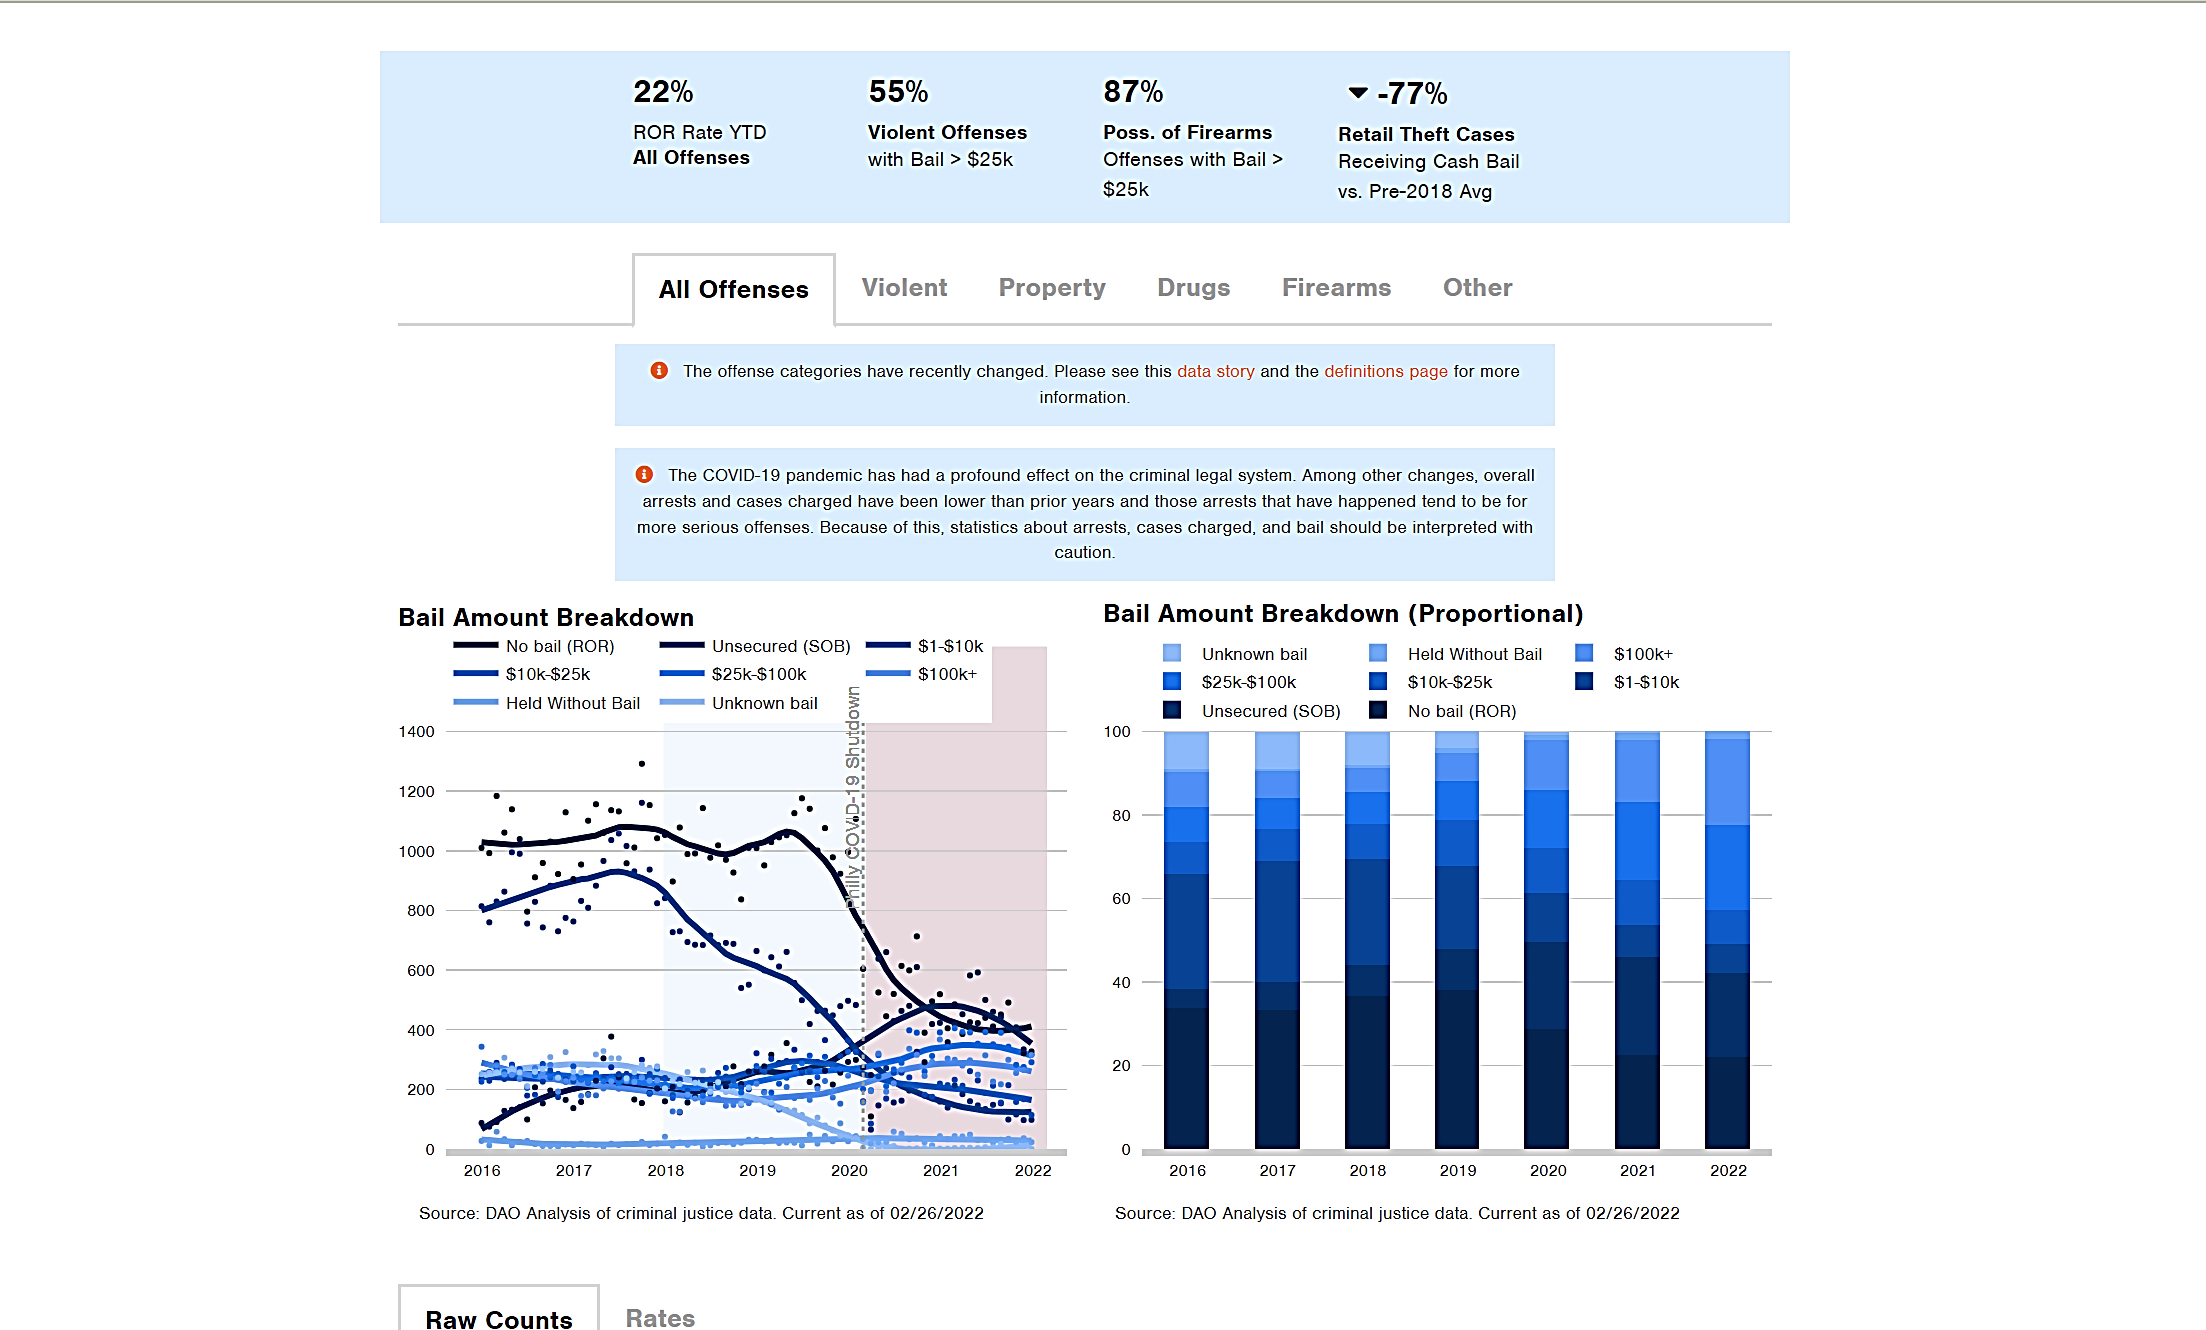 22%
ROR Rate YTD
All Offenses
55%
Violent Offenses
with Bail > $25k
87%
Poss. of Firearms
Offenses with Bail >
$25k
-77%
Retail Theft Cases
Receiving Cash Bail
vs. Pre-2018 Avg
All Offenses Violent Property Drugs Firearms Other
The offense categories have recently changed. Please see this data story and the definitions page for more
information.
The COVID-19 pandemic has had a profound effect on the criminal legal system. Among other changes, overall
arrests and cases charged have been lower than prior years and those arrests that have happened tend to be for
more serious offenses. Because of this, statistics about arrests, cases charged, and bail should be interpreted with
caution.
Bail Amount Breakdown
No bail (ROR) Unsecured (SOB) $1-$10k
$10k-$25k $25k-$100k $100k+
Held Without Bail Unknown bail
Philly COVID-19 Shutdown
1400
1200
1000
800
600
400
200
0
2016 2017 2018 2019 2020 2021 2022
Source: DAO Analysis of criminal justice data. Current as of 02/26/2022
Bail Amount Breakdown (Proportional)
Unknown bail Held Without Bail $100k+
$25k-$100k $10k-$25k $1-$10k
Unsecured (SOB) No bail (ROR)
100
80
60
40
20
0
2016 2017 2018 2019 2020 2021 2022
Source: DAO Analysis of criminal justice data. Current as of 02/26/2022
Raw Counts Rates